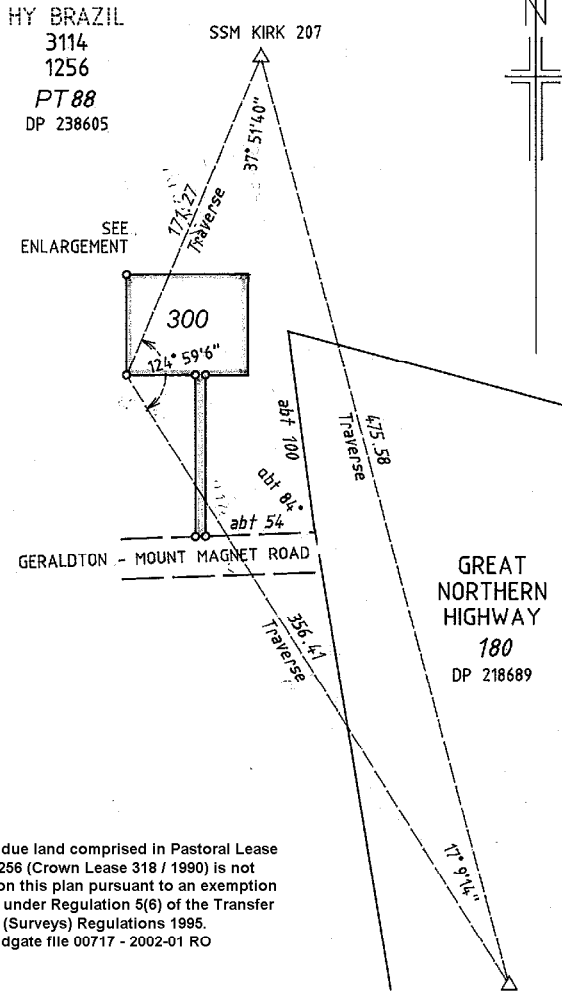 HY BRAZIL
3114
1256
PT 88
DP 238605
SSM KIRK 207
N
37° 51'40"
171.27
Traverse
SEE
ENLARGEMENT
300
124° 59'6"
abt 100
475.58
Traverse
abt 84°
abt 54
GERALDTON - MOUNT MAGNET ROAD
GREAT
NORTHERN
HIGHWAY
180
DP 218689
356.41
Traverse
17° 9'14"
due land comprised in Pastoral Lease
256 (Crown Lease 318 / 1990) is not
on this plan pursuant to an exemption
under Regulation 5(6) of the Transfer
(Surveys) Regulations 1995.
dgate file 00717 - 2002-01 RO